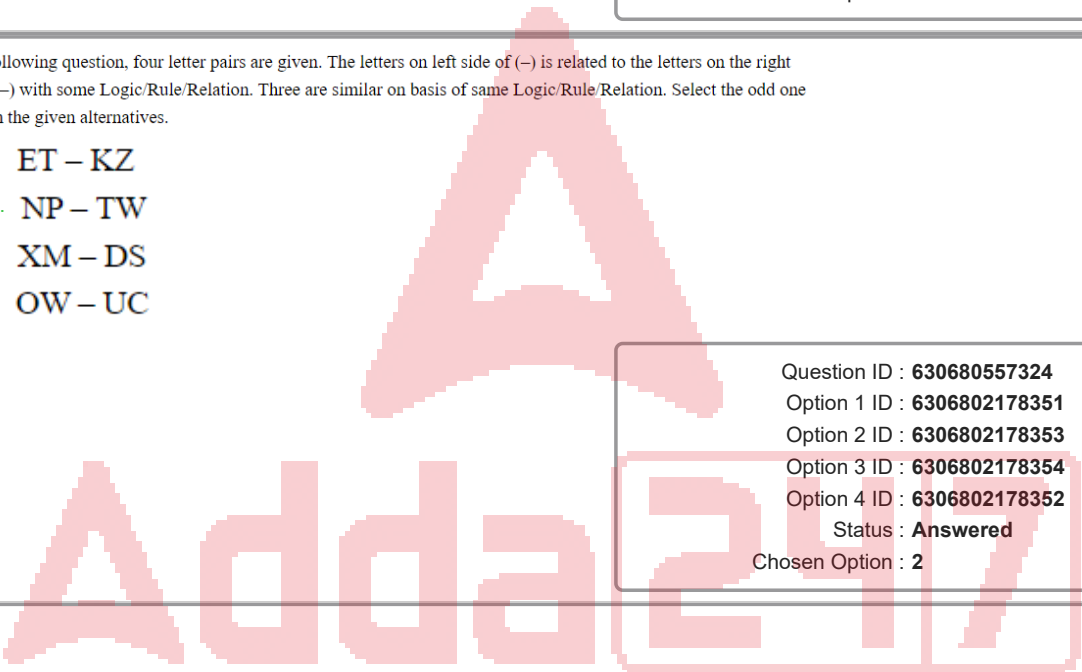 llowing question, four letter pairs are given. The letters on left side of (–) is related to the letters on the right
–) with some Logic/Rule/Relation. Three are similar on basis of same Logic/Rule/Relation. Select the odd one
the given alternatives.
ET – KZ
NP – TW
XM – DS
OW – UC
Question ID : 630680557324
Option 1 ID : 6306802178351
Option 2 ID : 6306802178353
Option 3 ID : 6306802178354
Option 4 ID : 6306802178352
Status : Answered
Chosen Option : 2
Adda247